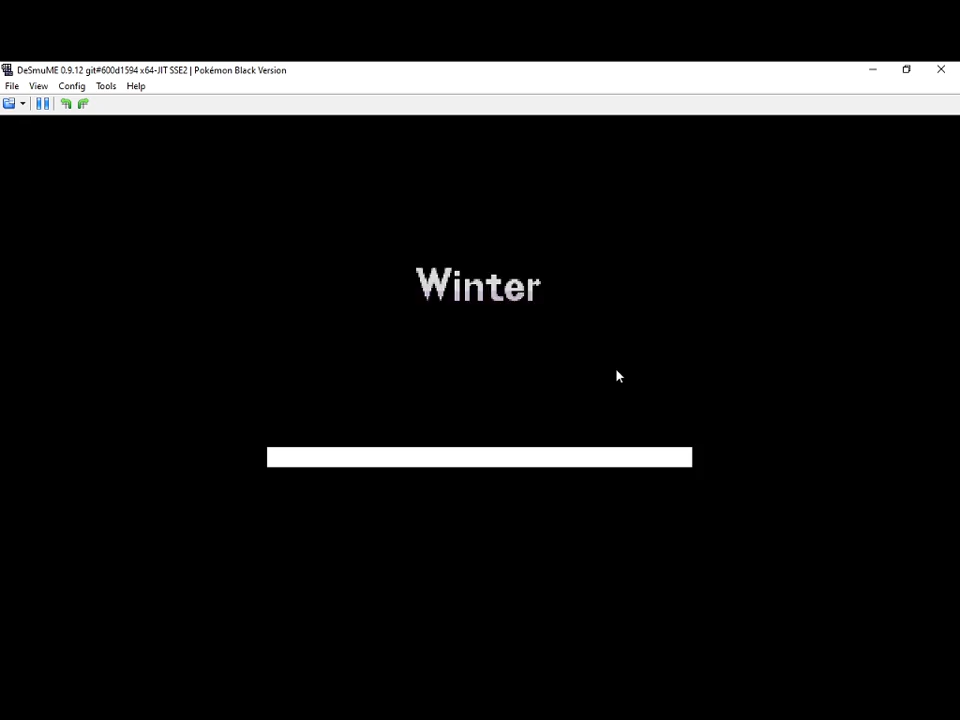 DeSmuME 0.9.12 git#600d1594 x64-JIT SSE2 | Pokémon Black Version
File View Config Tools Help
Winter